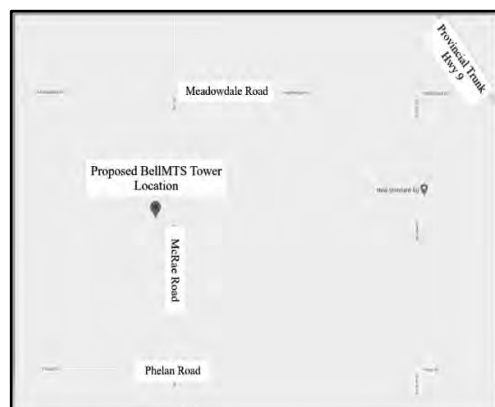 Provincial Trunk
Hwy 9
Meadowdale Road
Proposed BellMTS Tower
Location
McRae Road
Phelan Road